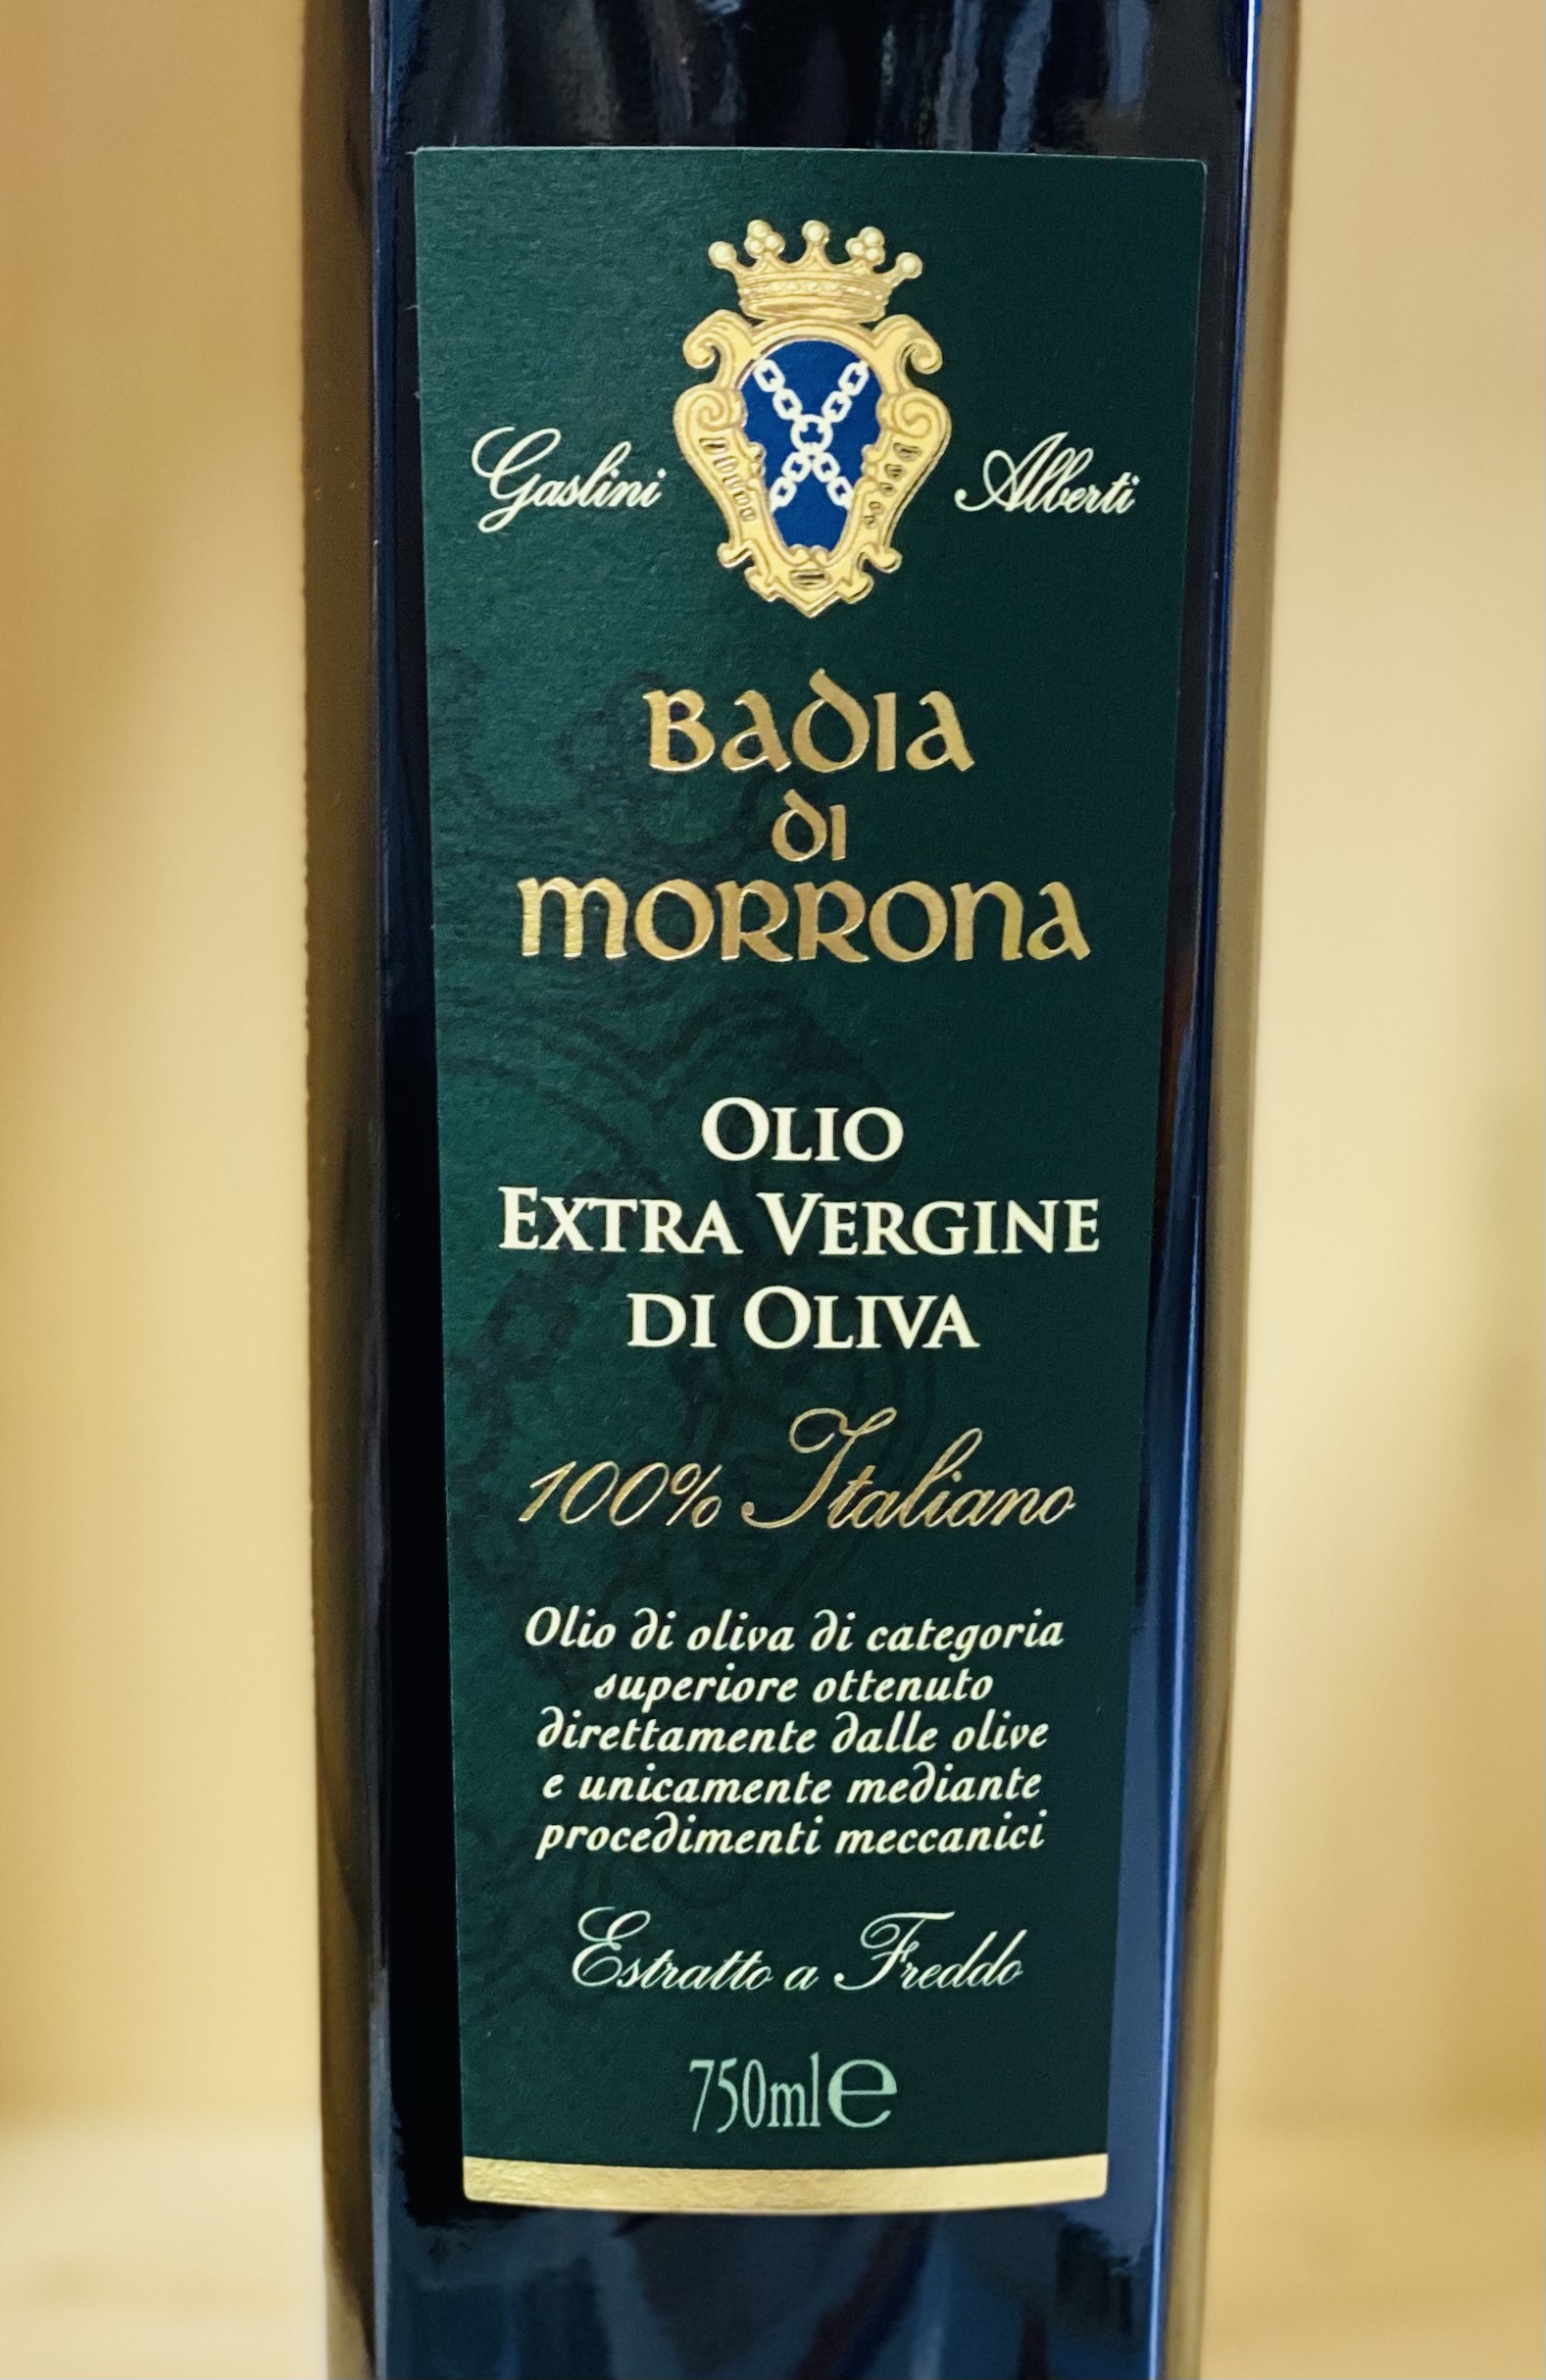 Gaslini Alberti
Badia
di
Morrona
Olio
Extra Vergine
di Oliva
100% Italiano
Olio di oliva di categoria
superiore ottenuto
direttamente dalle olive
e unicamente mediante
procedimenti meccanici
Estratto a Freddo
750ml e